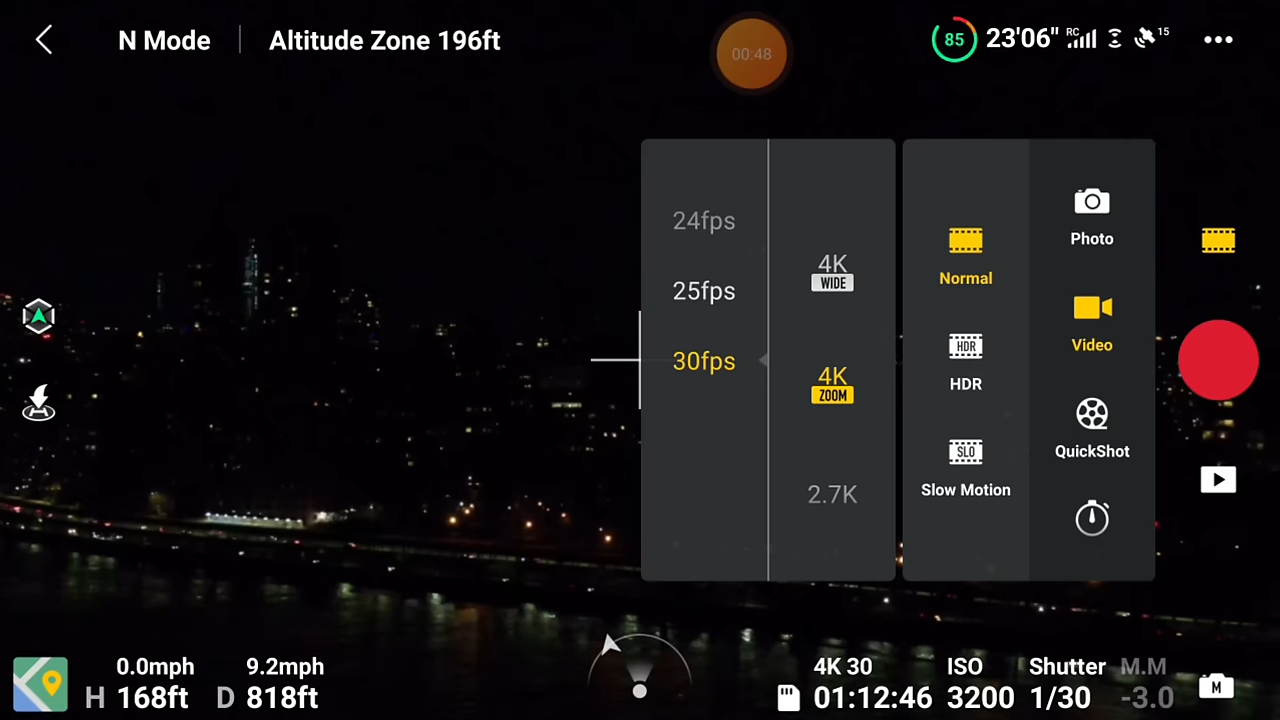 N Mode
Altitude Zone 196ft
00:48
85
23'06"
RC
15
24fps
25fps
30fps
4K
WIDE
4K
ZOOM
2.7K
Normal
HDR
HDR
SLO
Slow Motion
Photo
Video
QuickShot
0.0mph
9.2mph
H 168ft
D 818ft
4K 30
01:12:46
ISO
3200
Shutter
1/30
M.M
-3.0
M